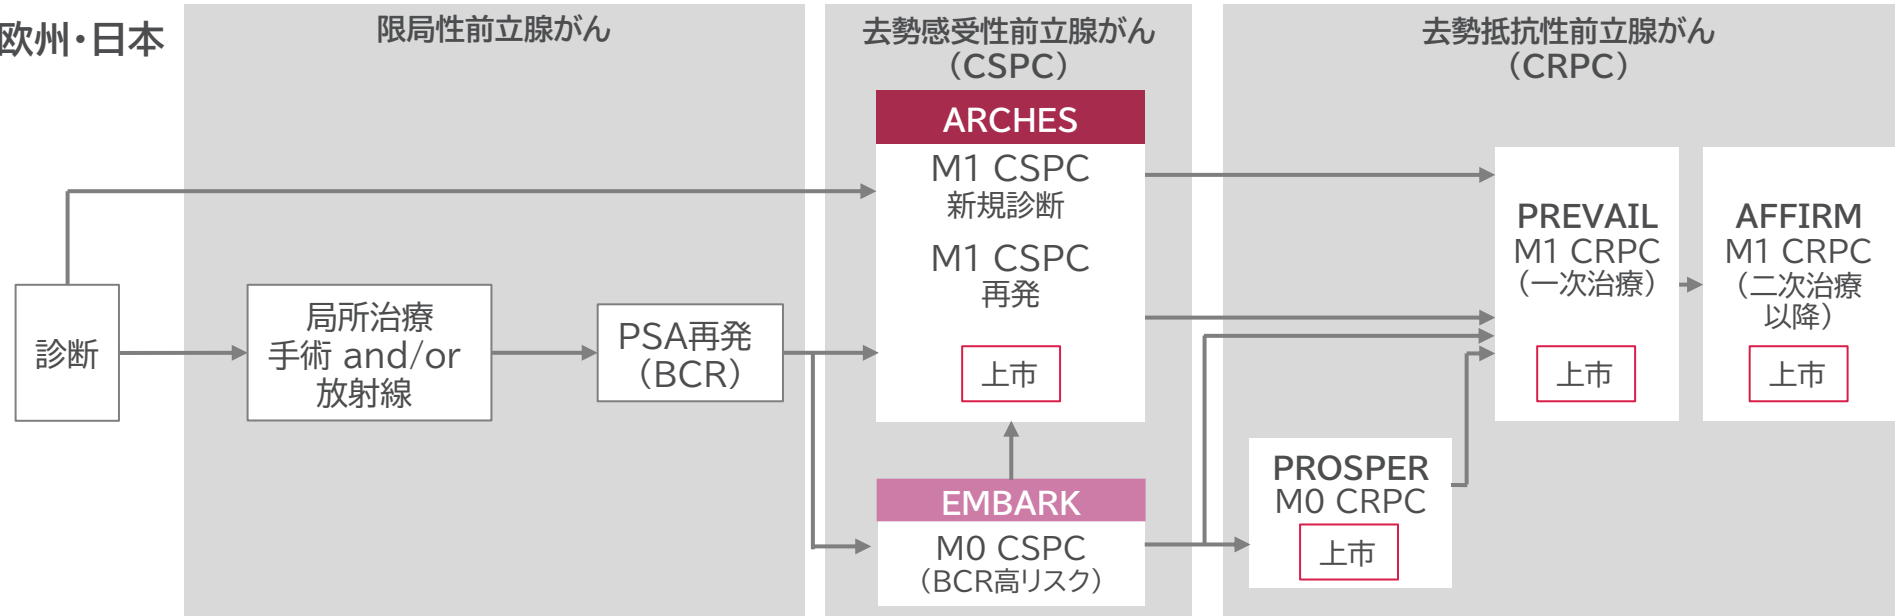 欧州・日本
限局性前立腺がん
去勢感受性前立腺がん
（CSPC）
去勢抵抗性前立腺がん
（CRPC）
診断
局所治療
手術 and/or
放射線
PSA再発
（BCR）
ARCHES
M1 CSPC
新規診断
M1 CSPC
再発
上市
EMBARK
M0 CSPC
（BCR高リスク）
PROSPER
M0 CRPC
上市
PREVAIL
M1 CRPC
（一次治療）
上市
AFFIRM
M1 CRPC
（二次治療
以降）
上市